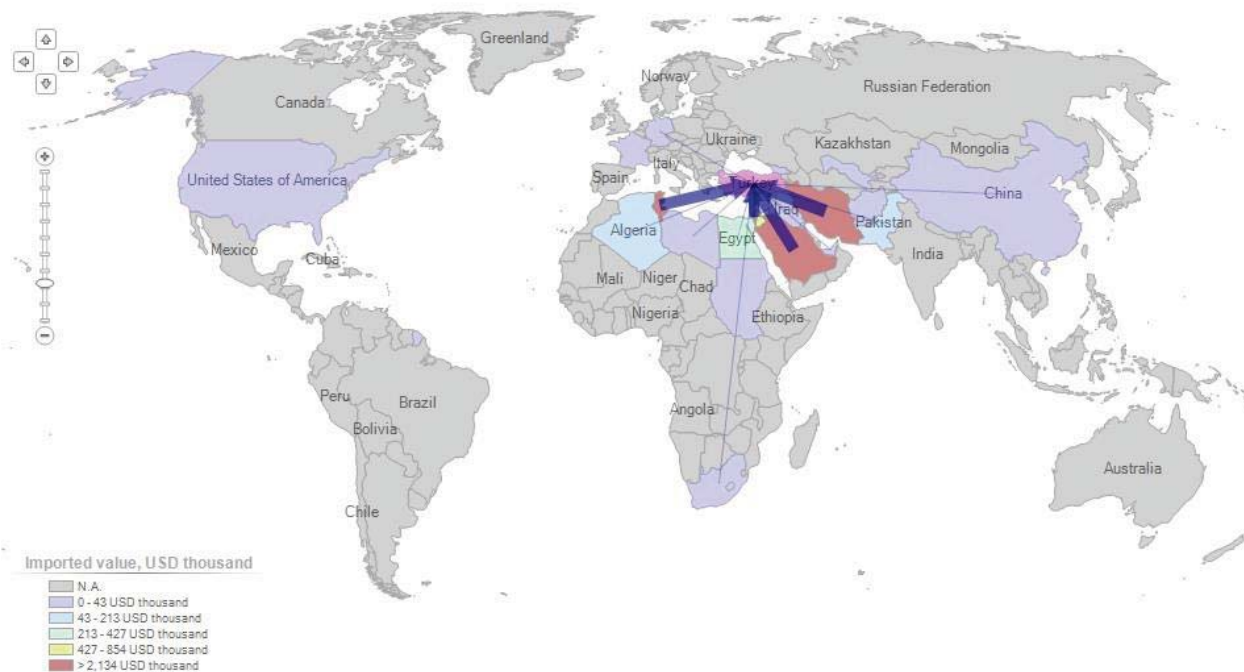 Greenland
Norway
Russian Federation
Canada
Ukraine
Kazakhstan
Mongolia
Italy
Spain
Turkey
United States of America
China
Iraq
Pakistan
Algeria
Egypt
Mexico
Cuba
India
Mali
Niger
Chad
Nigeria
Ethiopia
Peru
Brazil
Angola
Bolivia
Australia
Chile
Imported value, USD thousand
N.A.
0 - 43 USD thousand
43 - 213 USD thousand
213 - 427 USD thousand
427 - 854 USD thousand
> 2,134 USD thousand